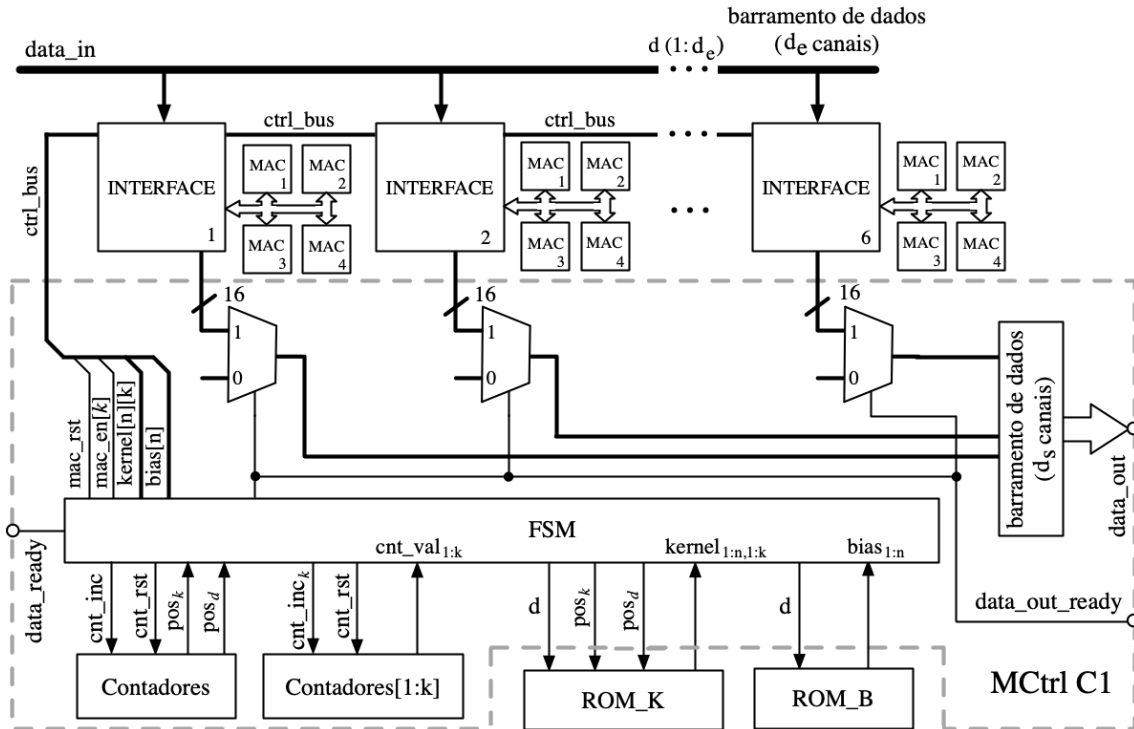 barramento de dados
data_in
d (1: dₑ)
(dₑ canais)
ctrl_bus
ctrl_bus
ctrl_bus
INTERFACE
1
MAC
1
MAC
2
MAC
3
MAC
4
INTERFACE
2
MAC
1
MAC
2
MAC
3
MAC
4
INTERFACE
6
MAC
1
MAC
2
MAC
3
MAC
4
16
1
0
16
1
0
16
1
0
mac_rst
mac_en[k]
kernel[n][k]
bias[n]
barramento de dados
(dₛ canais)
data_out
FSM
cnt_val₁:ₖ
kernel₁:ₙ,₁:ₖ
bias₁:ₙ
data_ready
cnt_inc
cnt_rst
posₖ
pos_d
cnt_incₖ
cnt_rst
d
posₖ
pos_d
d
data_out_ready
Contadores
Contadores[1:k]
ROM_K
ROM_B
MCtrl C1